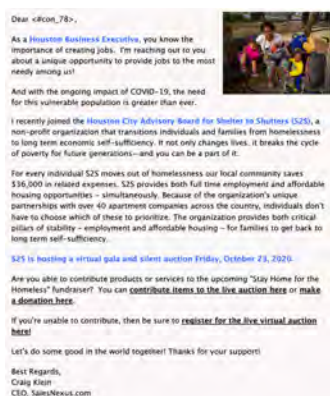 Dear <#con_78>,
As a Houston Business Executive, you know the
importance of creating jobs. I'm reaching out to you
about a unique opportunity to provide jobs to the most
needy among us!
And with the ongoing impact of COVID-19, the need
for this vulnerable population is greater than ever.
I recently joined the Houston City Advisory Board for Shelter to Shutters (S2S), a
non-profit organization that transitions individuals and families from homelessness
to long term economic self-sufficiency. It not only changes lives, it breaks the cycle
of poverty for future generations—and you can be a part of it.
For every individual S2S moves out of homelessness our local community saves
$36,000 in related expenses. S2S provides both full time employment and affordable
housing opportunities - simultaneously. Because of the organization's unique
partnerships with over 40 apartment companies across the country, individuals don't
have to choose which of these to prioritize. The organization provides both critical
pillars of stability - employment and affordable housing - for families to get back to
long term self-sufficiency.
S2S is hosting a virtual gala and silent auction Friday, October 23, 2020.
Are you able to contribute products or services to the upcoming "Stay Home for the
Homeless" fundraiser? You can contribute items to the live auction here or make
a donation here.
If you're unable to contribute, then be sure to register for the live virtual auction
here!
Let's do some good in the world together! Thanks for your support!
Best Regards,
Craig Klein
CEO, SalesNexus.com